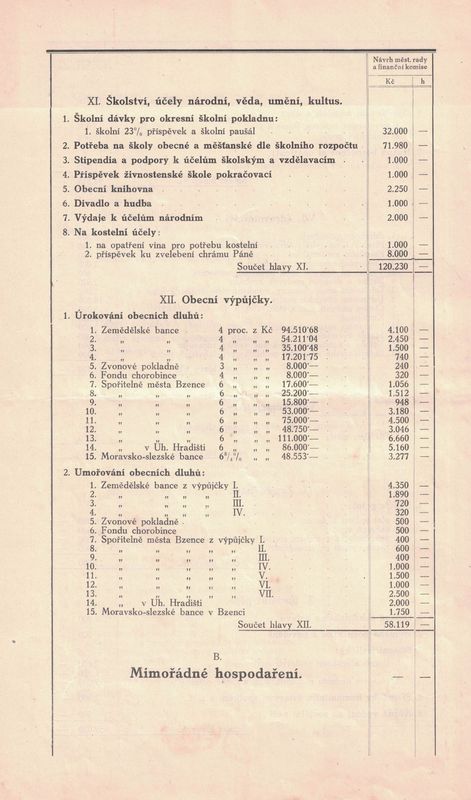 Návrh měst. rady
a finanční komise
Kč h
XI. Školství, účely národní, věda, umění, kultus.
1. Školní dávky pro okresní školní pokladnu:
1. školní 23% příspěvek a školní paušál 32.000 —
2. Potřeba na školy obecné a měšťanské dle školního rozpočtu 71.980 —
3. Stipendia a podpory k účelům školským a vzdělavacím 1.000 —
4. Příspěvek živnostenské škole pokračovací 1.000 —
5. Obecní knihovna 2.250 —
6. Divadlo a hudba 1.000 —
7. Výdaje k účelům národním 2.000 —
8. Na kostelní účely:
1. na opatření vína pro potřebu kostelní 1.000 —
2. příspěvek ku zvelebení chrámu Páně 8.000 —
Součet hlavy XI. 120.230 —
XII. Obecní výpůjčky.
1. Úrokování obecních dluhů:
1. Zemědělské bance 4 proc. z Kč 94.510·68 4.100 —
2. „ „ 4 „ „ „ 54.211·04 2.450 —
3. „ „ 4 „ „ „ 35.100·48 1.500 —
4. „ „ 4 „ „ „ 17.201·75 740 —
5. Zvonové pokladně 3 „ „ „ 8.000·— 240 —
6. Fondu chorobince 4 „ „ „ 8.000·— 320 —
7. Spořitelně města Bzence 6 „ „ „ 17.600·— 1.056 —
8. „ „ „ 6 „ „ „ 25.200·— 1.512 —
9. „ „ „ 6 „ „ „ 15.800·— 948 —
10. „ „ „ 6 „ „ „ 53.000·— 3.180 —
11. „ „ „ 6 „ „ „ 75.000·— 4.500 —
12. „ „ „ 6 „ „ „ 48.750·— 3.046 —
13. „ „ „ 6 „ „ „ 111.000·— 6.660 —
14. „ v Uh. Hradišti 6 „ „ „ 86.000·— 5.160 —
15. Moravsko-slezské bance „ „ 48.553·— 3.277 —
2. Umořování obecních dluhů:
1. Zemědělské bance z výpůjčky I. 4.350 —
2. „ „ „ „ II. 1.890 —
3. „ „ „ „ III. 720 —
4. „ „ „ „ IV. 320 —
5. Zvonové pokladně 500 —
6. Fondu chorobince 500 —
7. Spořitelně města Bzence z výpůjčky I. 400 —
8. „ „ „ „ „ II. 600 —
9. „ „ „ „ „ III. 400 —
10. „ „ „ „ „ IV. 1.000 —
11. „ „ „ „ „ V. 1.500 —
12. „ „ „ „ „ VI. 1.000 —
13. „ „ „ „ „ VII. 2.500 —
14. „ v Uh. Hradišti 2.000 —
15. Moravsko-slezské bance v Bzenci 1.750 —
Součet hlavy XII. 58.119 —
B.
Mimořádné hospodaření. — —